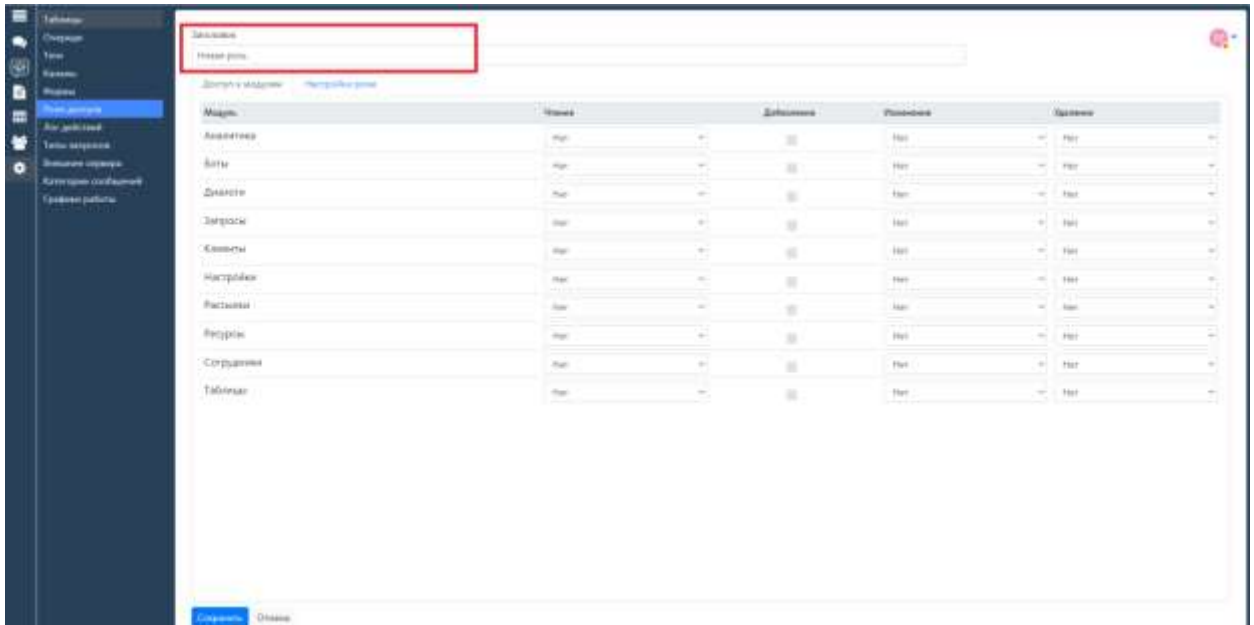 Таблицы
Очереди
Теги
Каналы
Формы
Роли доступа
Лог действий
Типы запросов
Внешние сервера
Категории сообщений
Графики работы
Заголовок
Новая роль
Доступ к модулям Настройки роли
Модуль Чтение Добавление Изменение Удаление
Аналитика Нет Нет Нет
Боты Нет Нет Нет
Диалоги Нет Нет Нет
Запросы Нет Нет Нет
Клиенты Нет Нет Нет
Настройки Нет Нет Нет
Рассылки Нет Нет Нет
Ресурсы Нет Нет Нет
Сотрудники Нет Нет Нет
Таблицы Нет Нет Нет
Сохранить Отмена